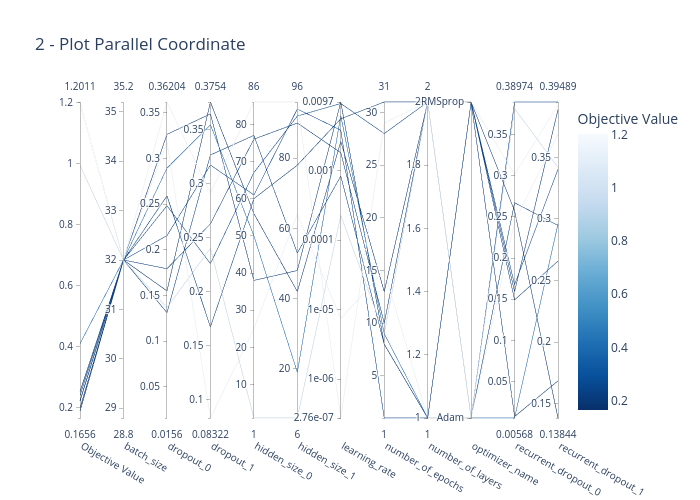 2 - Plot Parallel Coordinate
1.2011 35.2 0.36204 0.3754 86 96 0.0097 31 2 RMSprop 0.38974 0.39489
Objective Value
1.2 1 0.8 0.6 0.4 0.2
35 34 33 32 31 30 29
0.35 0.3 0.25 0.2 0.15 0.1 0.05
0.35 0.3 0.25 0.2 0.15 0.1
80 70 60 50 40 30 20 10
80 60 40 20
0.001 0.0001 1e-05 1e-06 2.76e-07
30 25 20 15 10 5
2 1.8 1.6 1.4 1.2 1
Adam
0.35 0.3 0.25 0.2 0.15 0.1 0.05
0.35 0.3 0.25 0.2 0.15
1.2 1 0.8 0.6 0.4 0.2
0.1656 28.8 0.0156 0.08322 1 6 1 1 0.00568 0.13844
Objective Value
batch_size
dropout_0
dropout_1
hidden_size_0
hidden_size_1
learning_rate
number_of_epochs
number_of_layers
optimizer_name
recurrent_dropout_0
recurrent_dropout_1